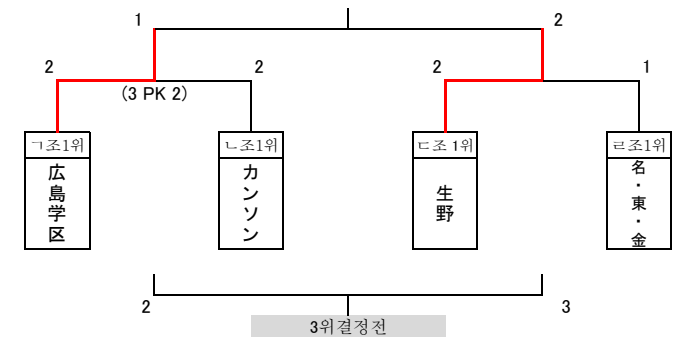 1
2
2
2
2
1
(3 PK 2)
ㄱ조1위
ㄴ조1위
ㄷ조 1위
ㄹ조1위
広島学区
カンソン
生野
名・東・金
2
3
3위결정전